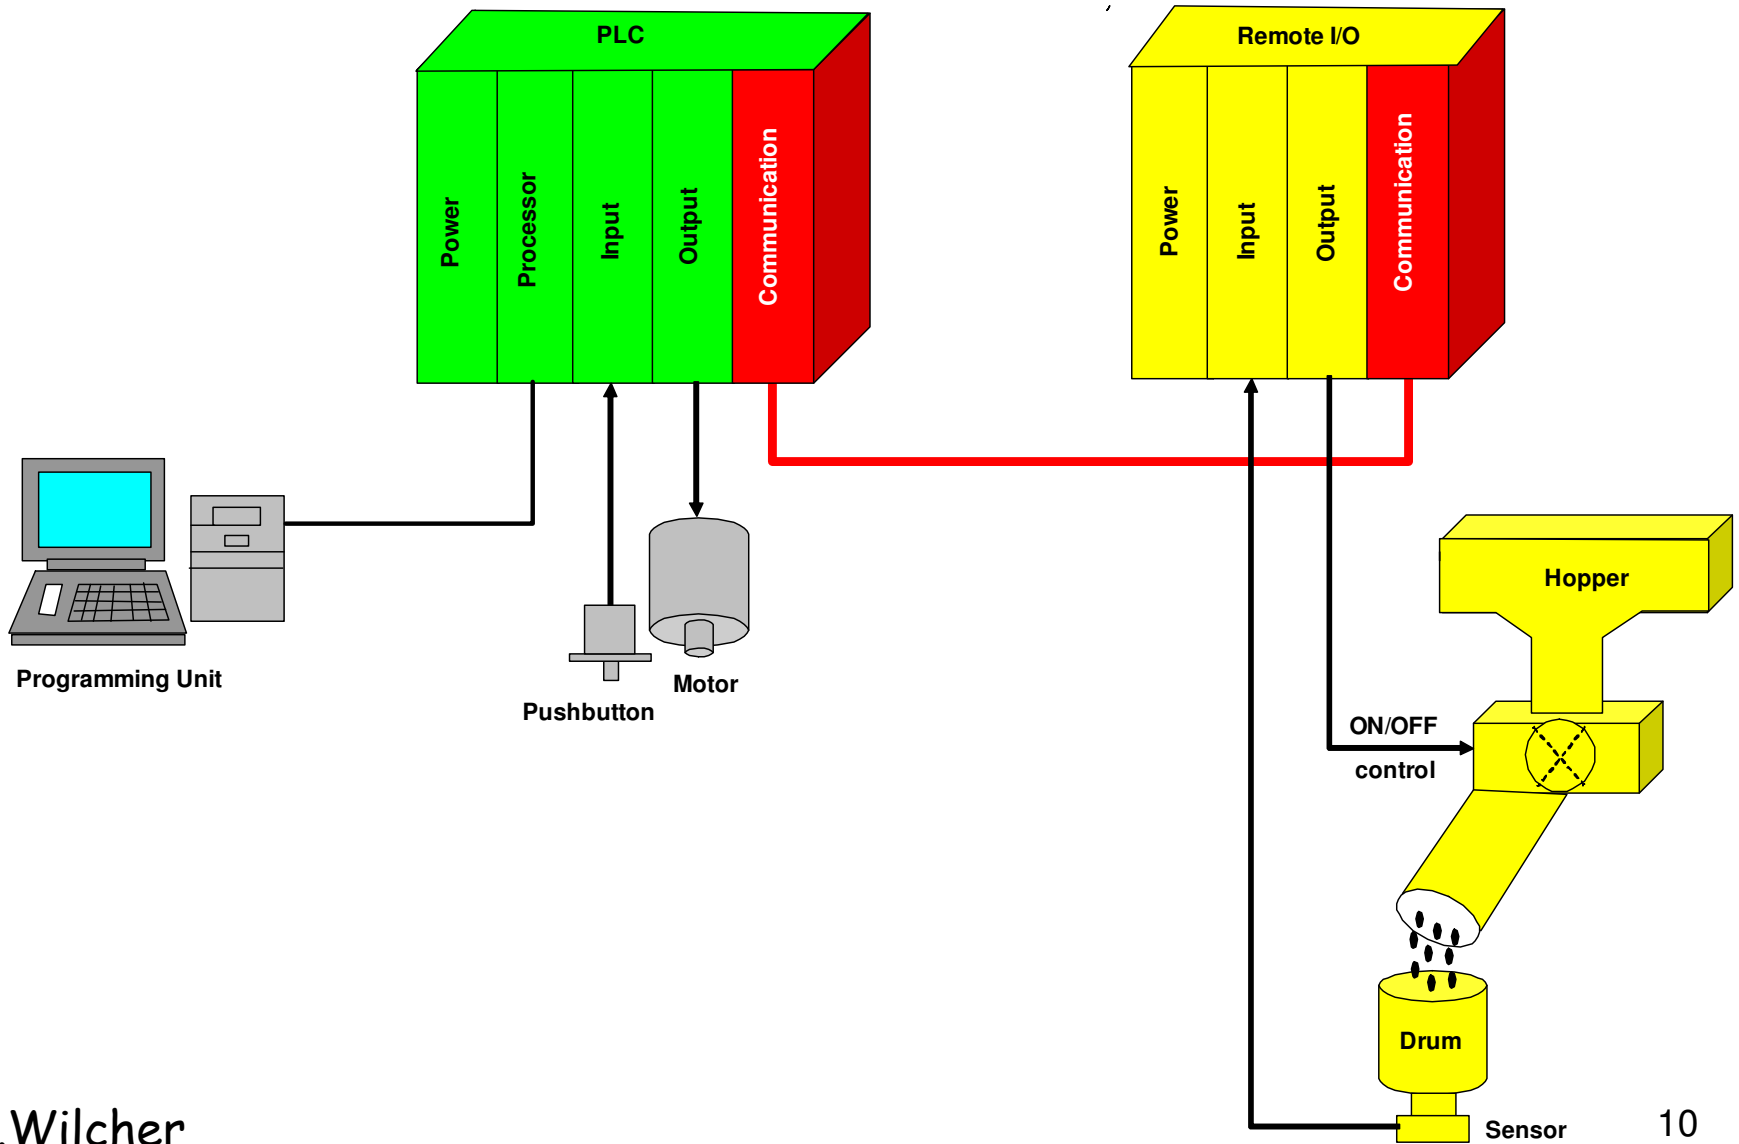 PLC
Remote I/O
Power
Processor
Input
Output
Communication
Power
Input
Output
Communication
Hopper
Programming Unit
Pushbutton
Motor
ON/OFF
control
Drum
Sensor
.Wilcher
10